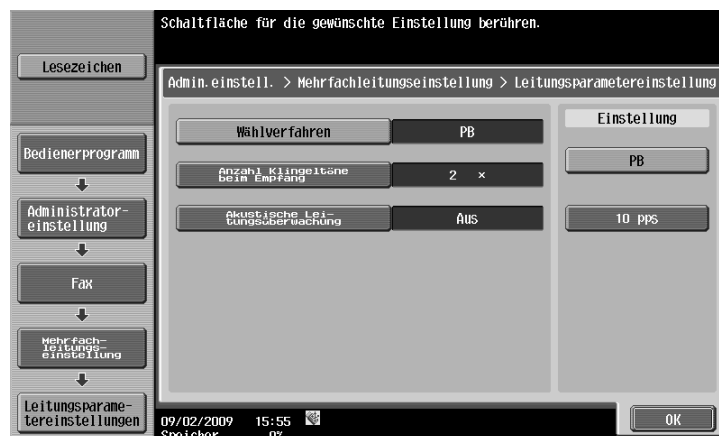 Schaltfläche für die gewünschte Einstellung berühren.
Lesezeichen
Admin.einstell. > Mehrfachleitungseinstellung > Leitungsparametereinstellung
Bedienerprogramm
Administrator-
einstellung
Fax
Mehrfach-
leitungs-
einstellung
Leitungsparame-
tereinstellungen
Wählverfahren
PB
Anzahl Klingeltöne
beim Empfang
2 ×
Akustische Lei-
tungsüberwachung
Aus
Einstellung
PB
10 pps
09/02/2009 15:55
Speicher 0%
OK